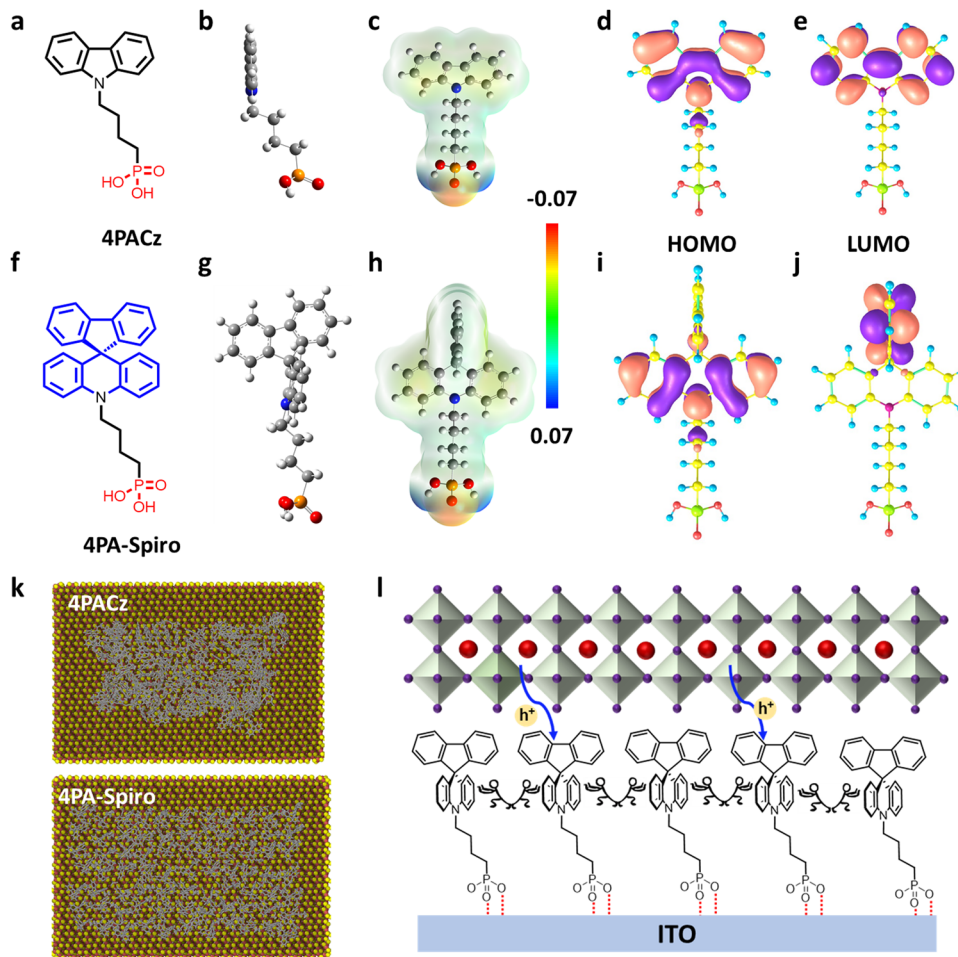 a
b
c
d
e
N
P
O
HO
OH
4PACz
-0.07
0.07
HOMO
LUMO
f
g
h
i
j
N
P
O
HO
OH
4PA-Spiro
k
4PACz
4PA-Spiro
l
h+
h+
N
N
N
N
N
O
P
O
O
O
P
O
O
O
P
O
O
O
P
O
O
O
P
O
O
ITO